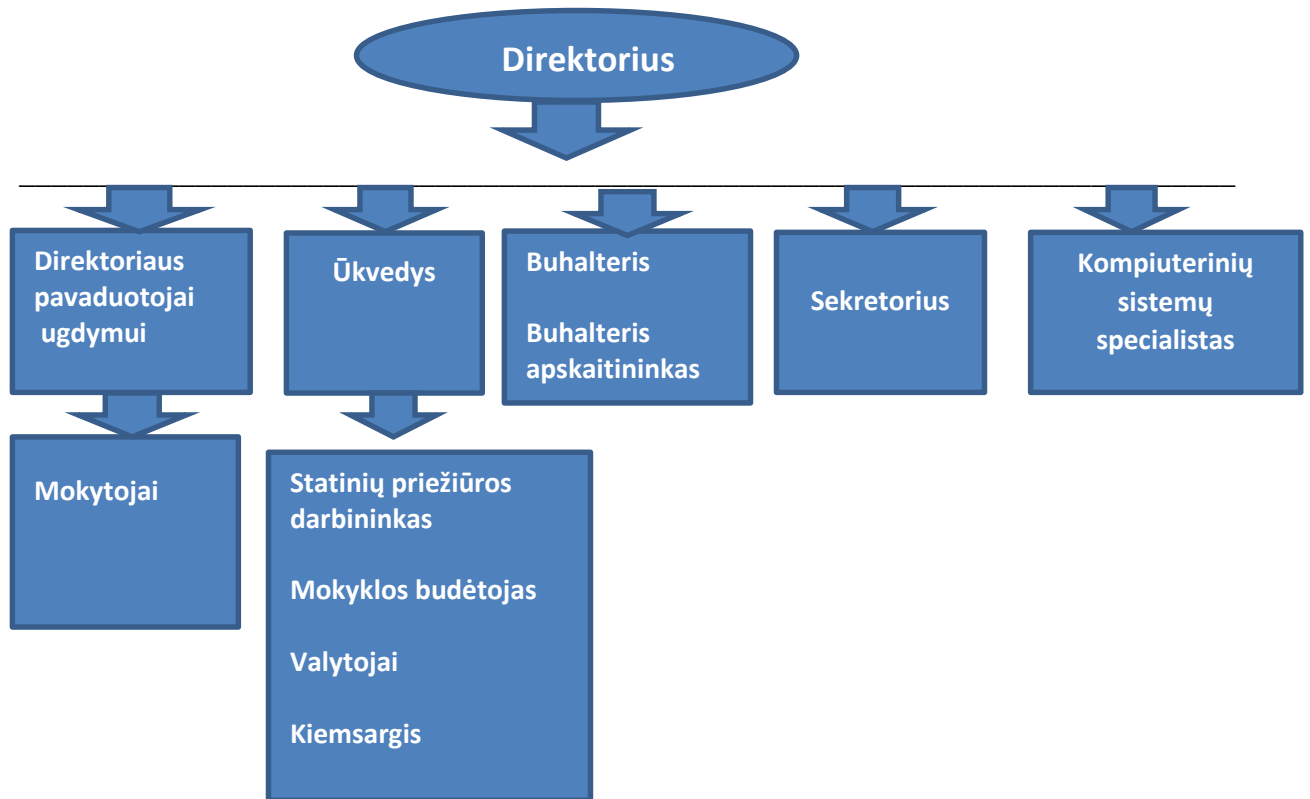 Direktorius
Direktoriaus
pavaduotojai
ugdymui
Ūkvedys
Buhalteris
Buhalteris
apskaitininkas
Sekretorius
Kompiuterinių
sistemų
specialistas
Mokytojai
Statinių priežiūros
darbininkas
Mokyklos budėtojas
Valytojai
Kiemsargis